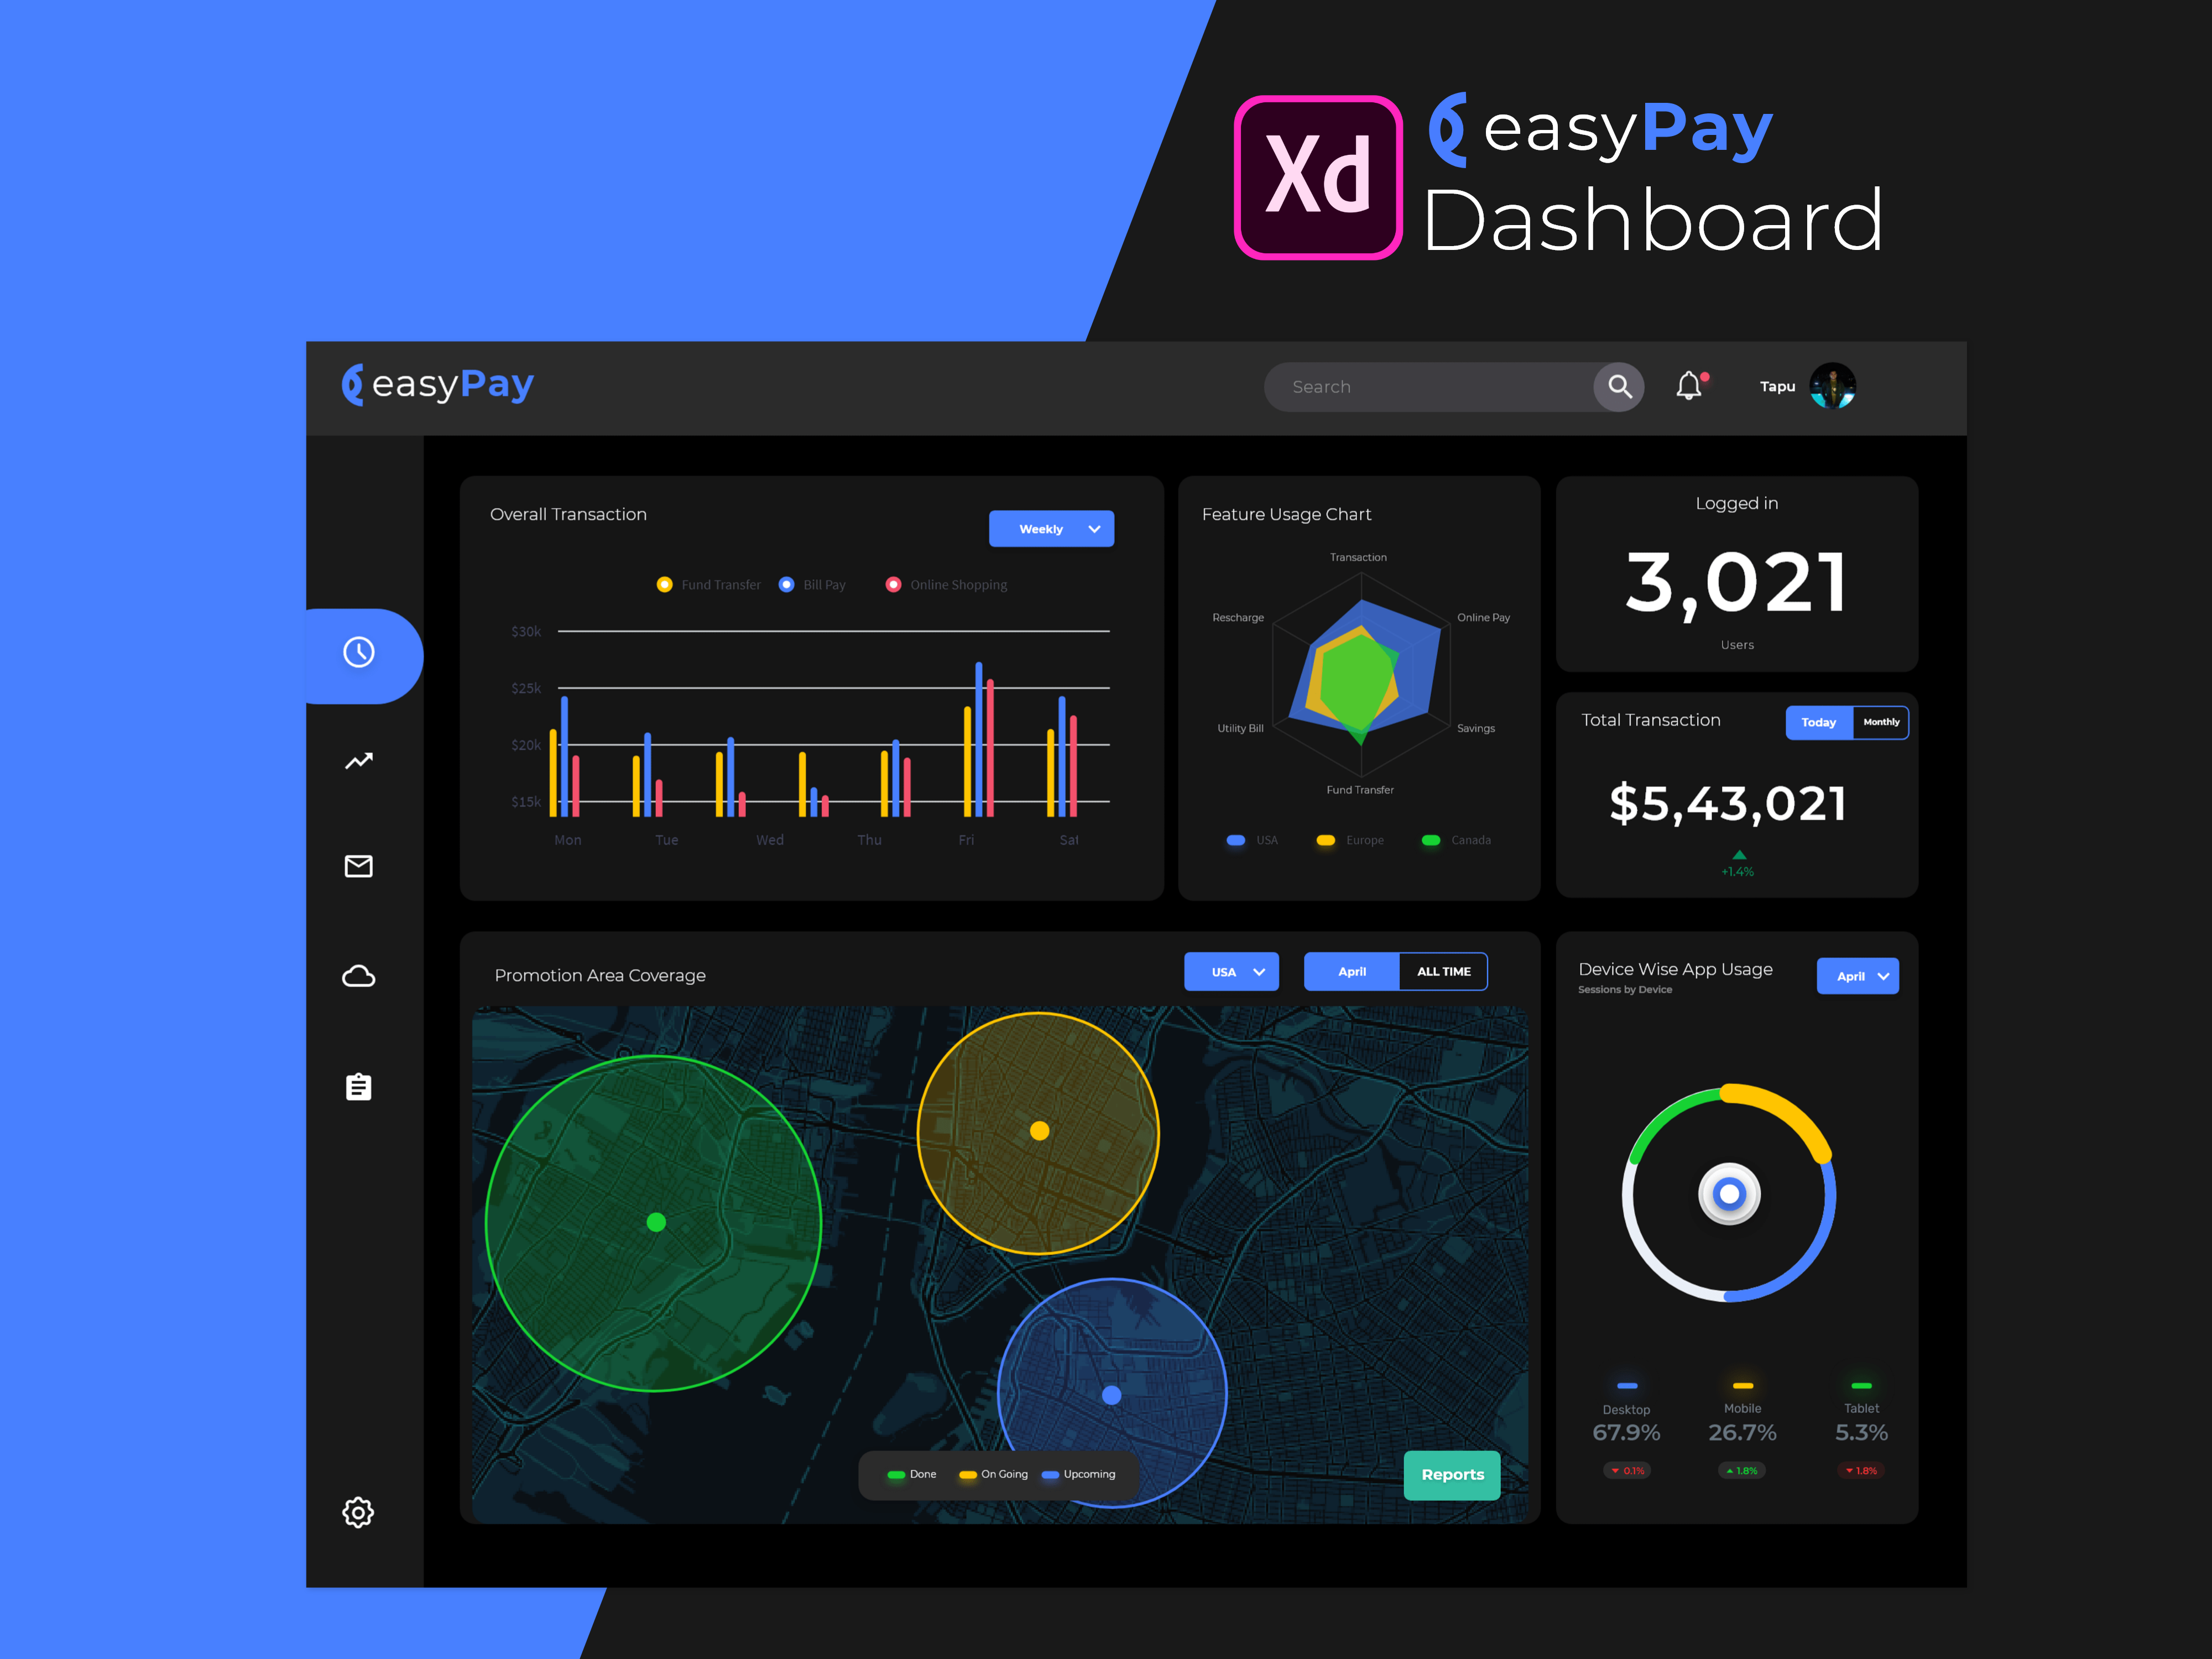 Xd
easyPay
Dashboard
easyPay
Search
Tapu
Overall Transaction
Weekly
Fund Transfer
Bill Pay
Online Shopping
$30k
$25k
$20k
$15k
Mon
Tue
Wed
Thu
Fri
Sat
Feature Usage Chart
Transaction
Rescharge
Online Pay
Utility Bill
Savings
Fund Transfer
USA
Europe
Canada
Logged in
3,021
Users
Total Transaction
Today
Monthly
$5,43,021
+1.4%
Promotion Area Coverage
USA
April
ALL TIME
Done
On Going
Upcoming
Reports
Device Wise App Usage
Sessions by Device
April
Desktop
Mobile
Tablet
67.9%
26.7%
5.3%
0.1%
1.8%
1.8%